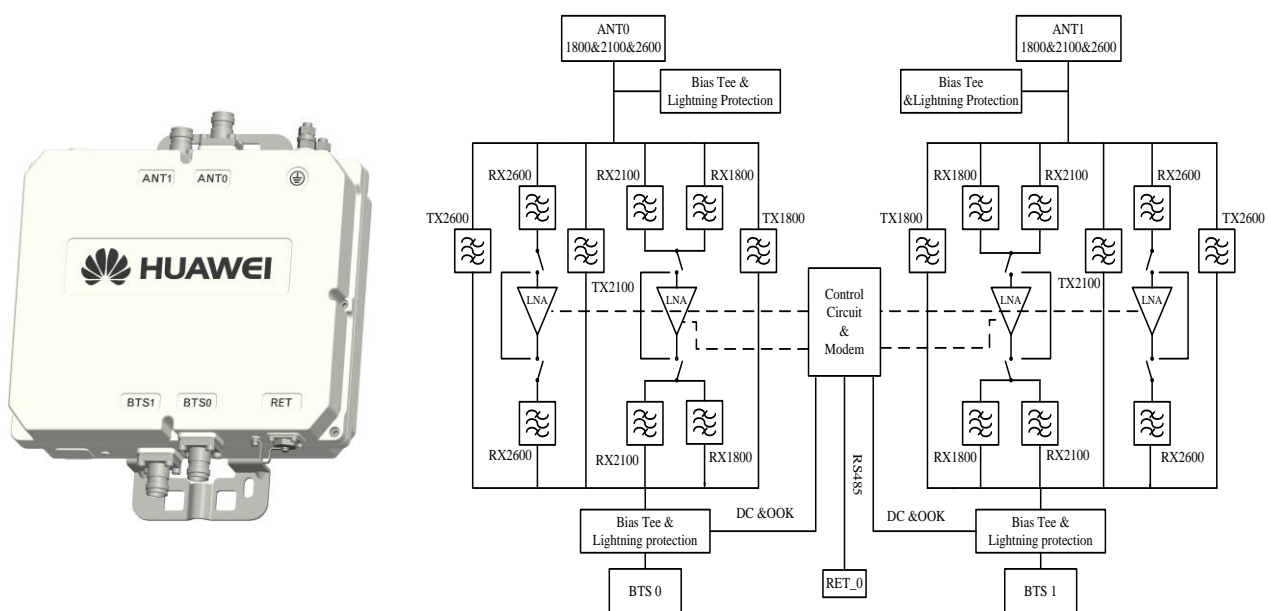 ANT1 ANT0
HUAWEI
BTS1 BTS0 RET
ANT0
1800&2100&2600
Bias Tee &
Lightning Protection
RX2600
RX2100
RX1800
TX2600
TX1800
TX2100
LNA
LNA
RX2600
RX2100
RX1800
Bias Tee &
Lightning protection
BTS 0
DC &OOK
Control
Circuit
&
Modem
RS485
RET_0
DC &OOK
ANT1
1800&2100&2600
Bias Tee
&Lightning Protection
RX1800
RX2100
RX2600
TX1800
TX2600
TX2100
LNA
LNA
RX1800
RX2100
RX2600
Bias Tee &
Lightning protection
BTS 1